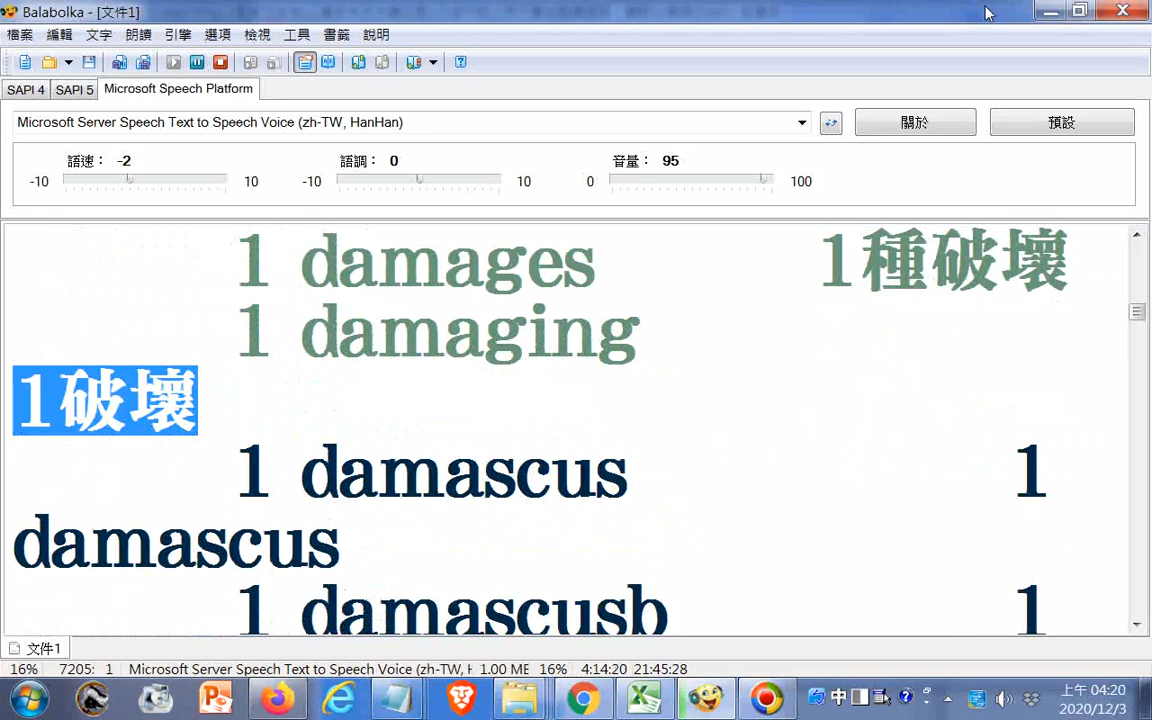 Balabolka - [文件1]
檔案 編輯 文字 朗讀 引擎 選項 檢視 工具 書籤 說明
SAPI 4 SAPI 5 Microsoft Speech Platform
Microsoft Server Speech Text to Speech Voice (zh-TW, HanHan) 關於 預設
語速： -2 語調： 0 音量： 95
-10 10 -10 10 0 100
1 damages 1種破壞
1 damaging
1破壞
1 damascus 1
damascus
1 damascusb 1
文件1
16% 7205: 1 Microsoft Server Speech Text to Speech Voice (zh-TW, 1.00 ME 16% 4:14:20 21:45:28
中 上午 04:20
2020/12/3